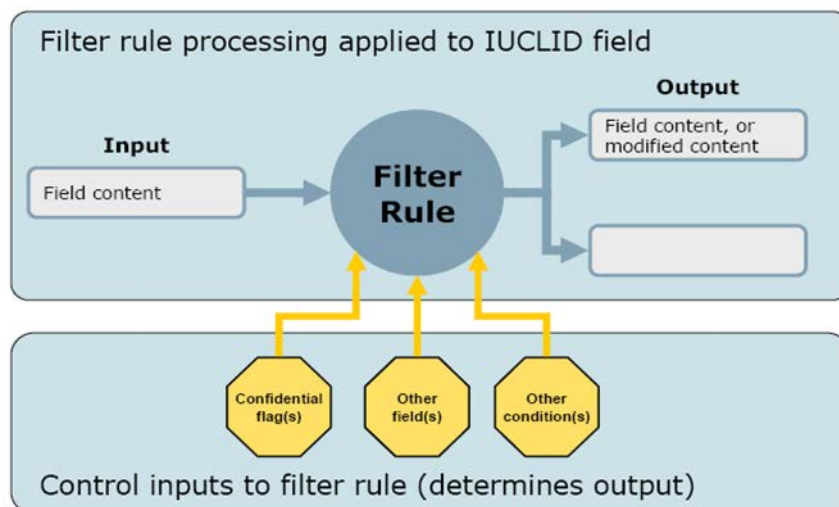 Filter rule processing applied to IUCLID field
Output
Input
Field content, or
modified content
Field content
Filter
Rule
Confidential
flag(s)
Other
field(s)
Other
condition(s)
Control inputs to filter rule (determines output)